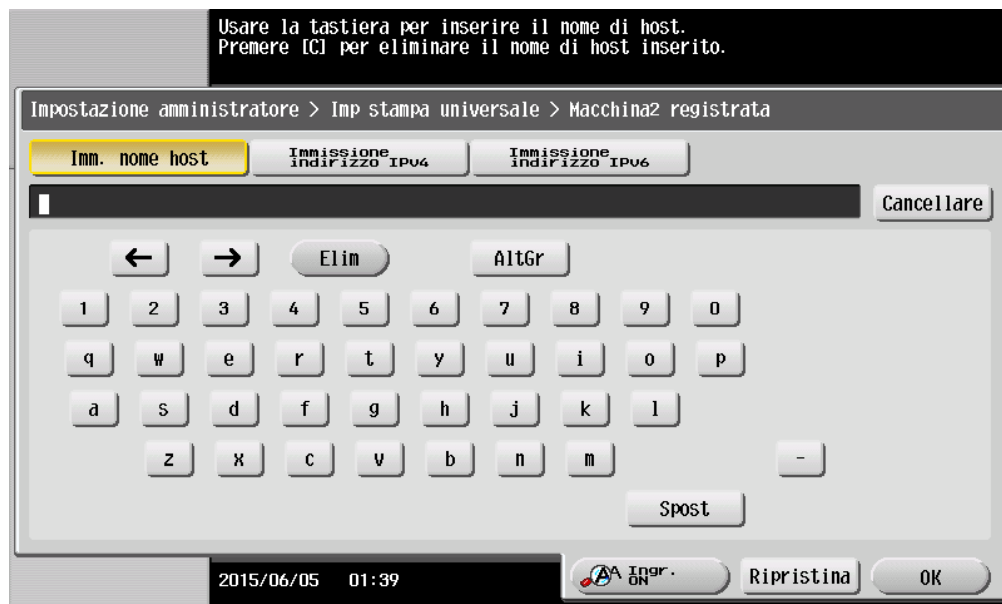 Usare la tastiera per inserire il nome di host.
Premere [C] per eliminare il nome di host inserito.
Impostazione amministratore > Imp stampa universale > Macchina2 registrata
Imm. nome host
Immissione
indirizzo IPv4
Immissione
indirizzo IPv6
Cancellare
← → Elim AltGr
1 2 3 4 5 6 7 8 9 0
q w e r t y u i o p
a s d f g h j k l
z x c v b n m -
Spost
2015/06/05 01:39
AA Ingr.
ON
Ripristina
OK